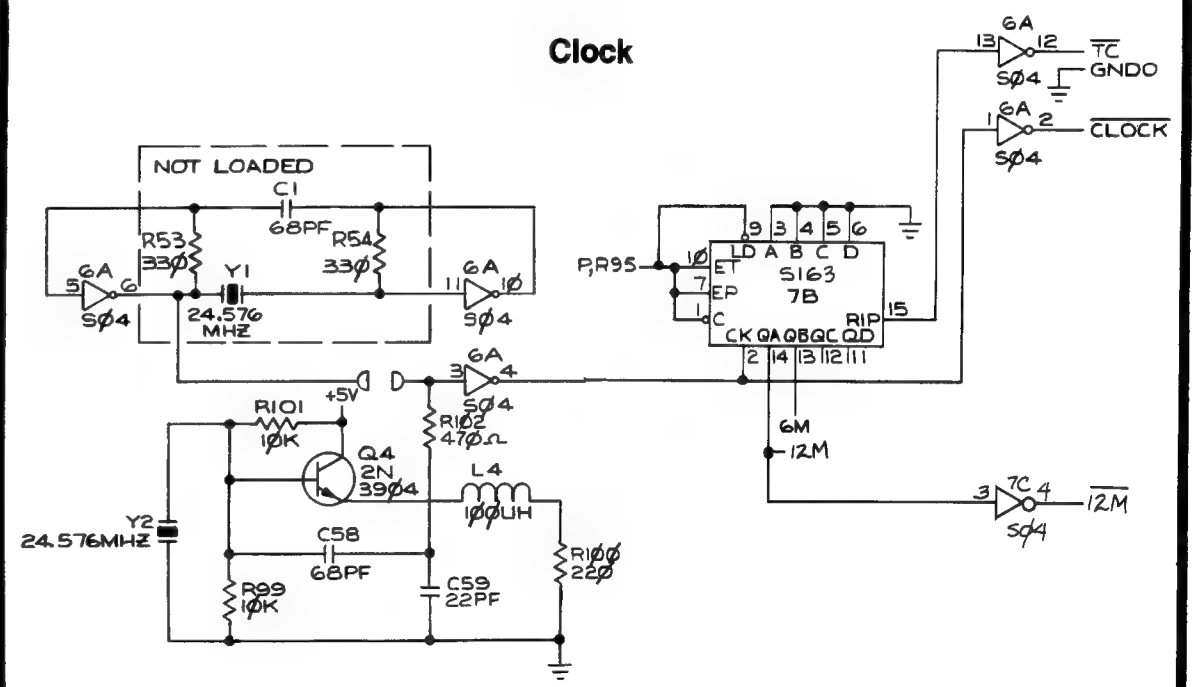 Clock
6A
13 12 TC
SØ4
GNDO
6A
1 2 CLOCK
SØ4
NOT LOADED
C1
68PF
R53
33Ø
R54
33Ø
Y1
24.576
MHZ
6A
5 6
SØ4
6A
11 1Ø
SØ4
6A
3 4
SØ4
P,R95
9 3 4 5 6
LD A B C D
1Ø ET
7 EP
1 C
S163
7B
RIP 15
CK QA QB QC QD
2 14 13 12 11
6M
12M
7C
3 4 12M
SØ4
+5V
R1Ø1
1ØK
R1Ø2
47ØΩ
Q4
2N
39Ø4
L4
1ØØUH
Y2
24.576MHZ
C58
68PF
R99
1ØK
C59
22PF
R1ØØ
22Ø